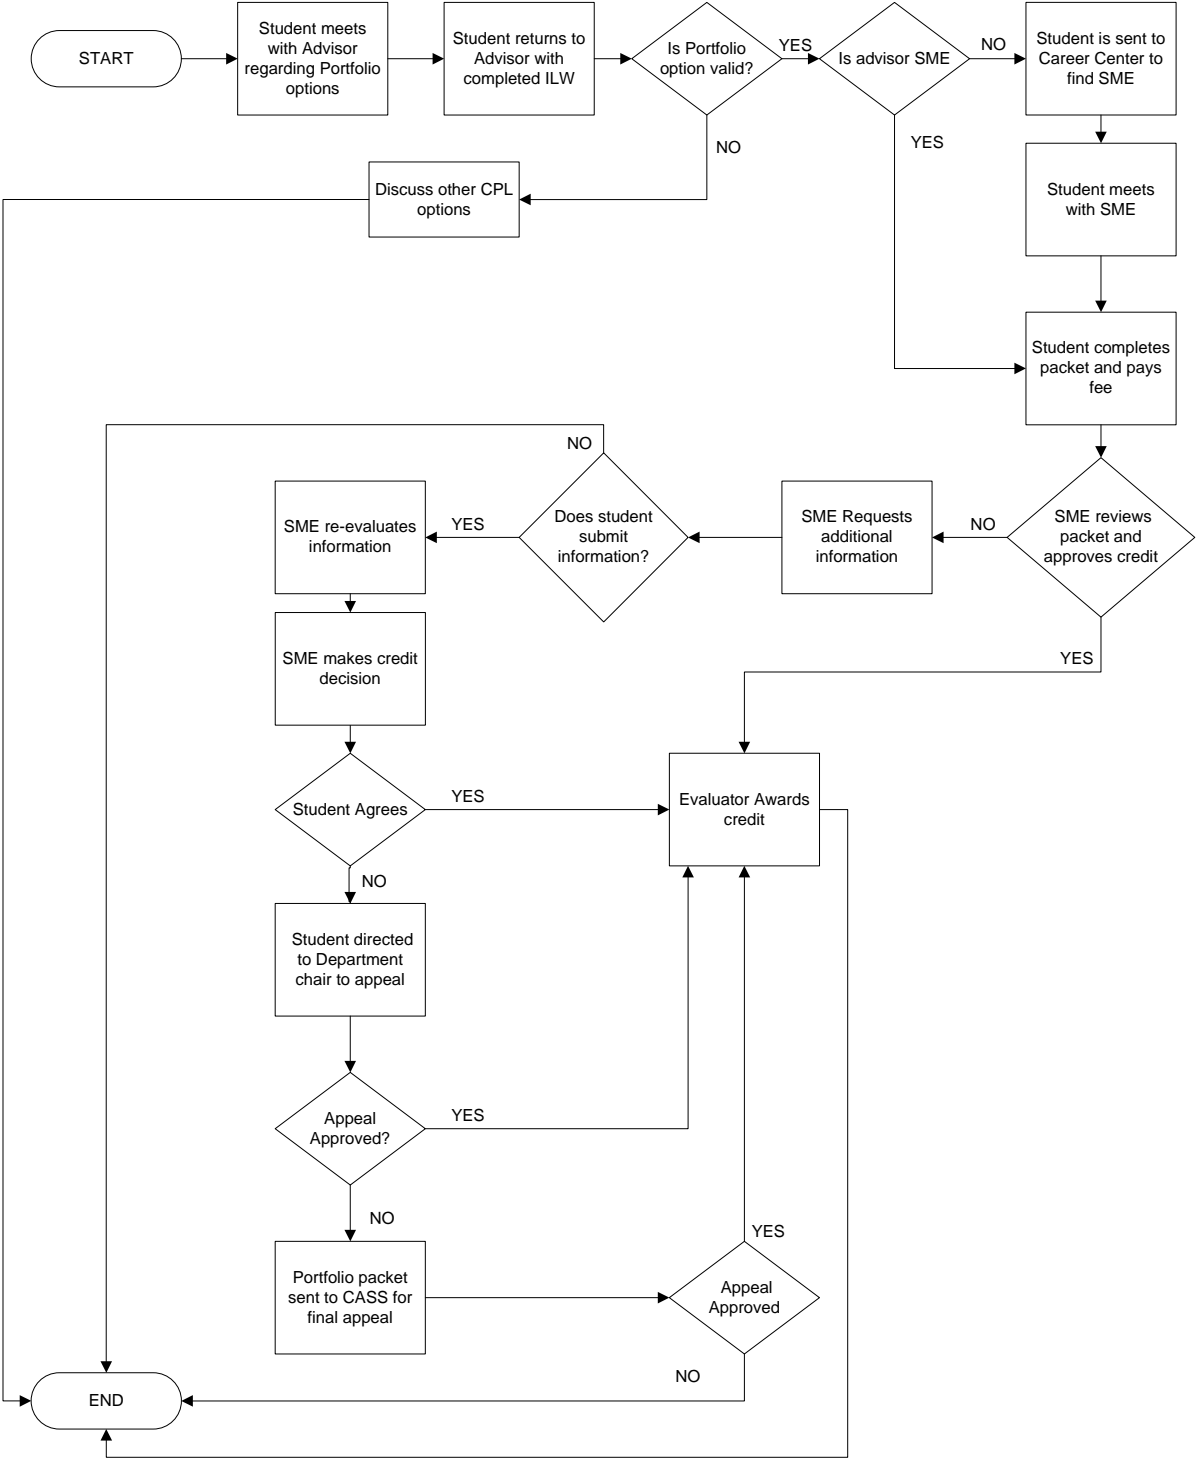 START
Student meets
with Advisor
regarding Portfolio
options
Student returns to
Advisor with
completed ILW
Is Portfolio
option valid?
YES
Is advisor SME
NO
Student is sent to
Career Center to
find SME
NO
YES
Discuss other CPL
options
Student meets
with SME
Student completes
packet and pays
fee
NO
SME re-evaluates
information
YES
Does student
submit
information?
SME Requests
additional
information
NO
SME reviews
packet and
approves credit
YES
SME makes credit
decision
Student Agrees
YES
Evaluator Awards
credit
NO
Student directed
to Department
chair to appeal
Appeal
Approved?
YES
NO
Portfolio packet
sent to CASS for
final appeal
YES
Appeal
Approved
NO
END